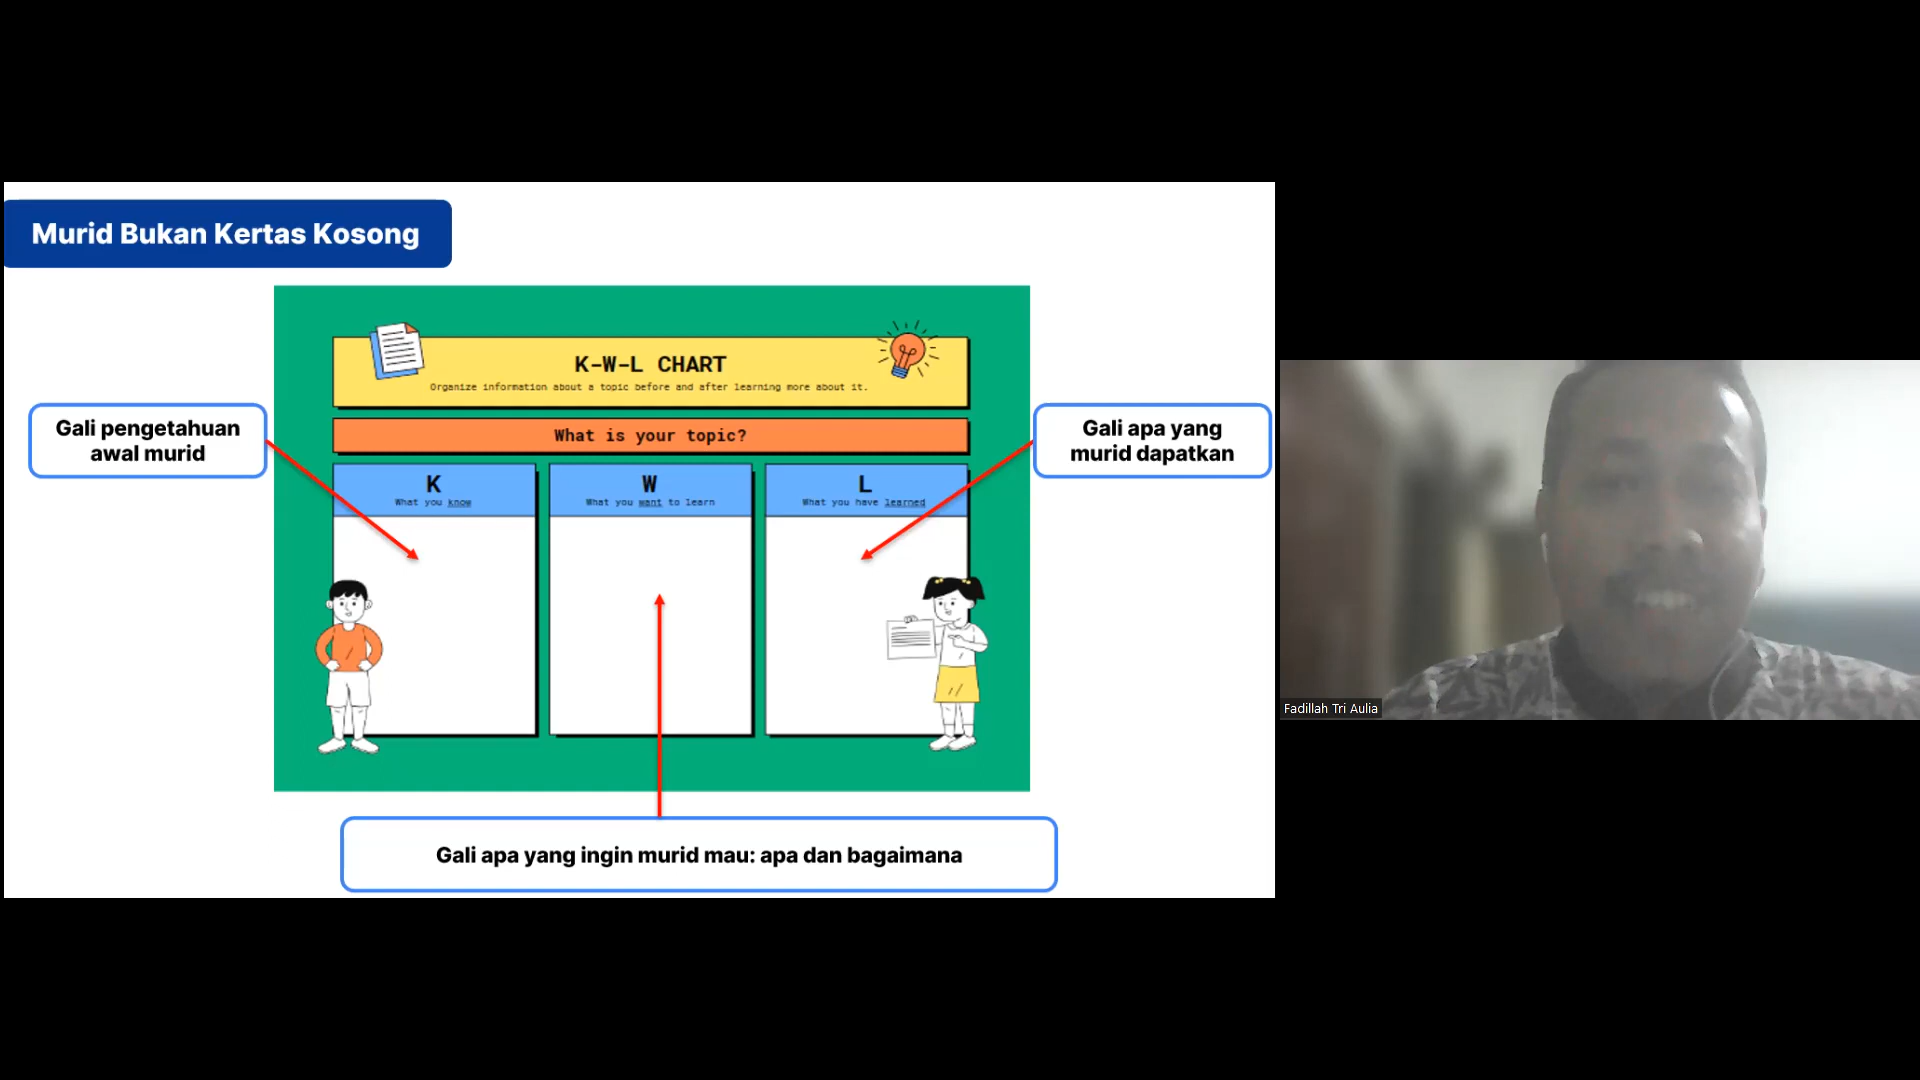 Murid Bukan Kertas Kosong
K-W-L CHART
Organize information about a topic before and after learning more about it.
What is your topic?
Gali pengetahuan
awal murid
Gali apa yang
murid dapatkan
K
What you know
W
What you want to learn
L
What you have learned
Gali apa yang ingin murid mau: apa dan bagaimana
Fadillah Tri Aulia